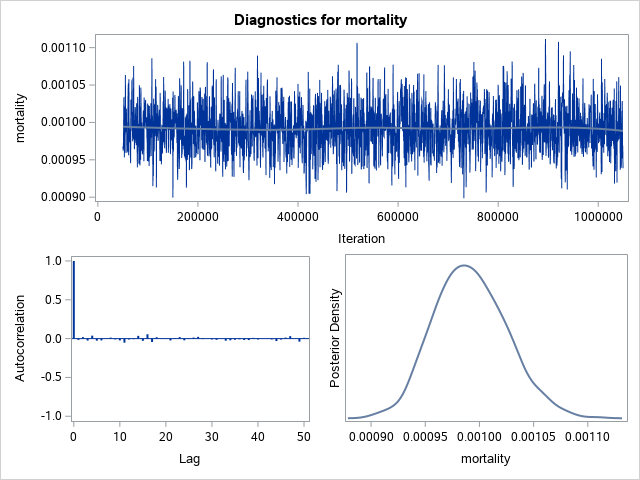 Diagnostics for mortality
mortality
0.00110
0.00105
0.00100
0.00095
0.00090
0 200000 400000 600000 800000 1000000
Iteration
Autocorrelation
1.0
0.5
0.0
-0.5
-1.0
0 10 20 30 40 50
Lag
Posterior Density
0.00090 0.00095 0.00100 0.00105 0.00110
mortality